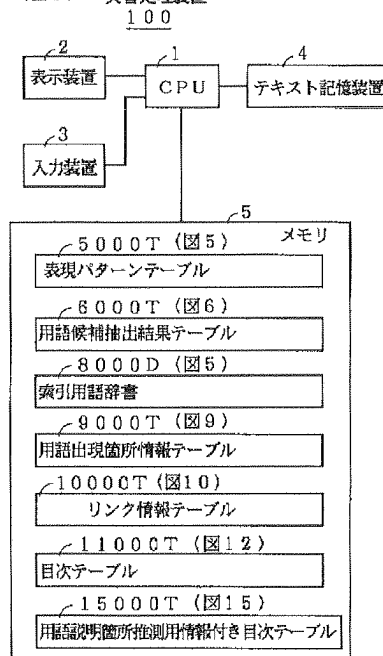 100
2
表示装置
1
CPU
4
テキスト記憶装置
3
入力装置
5
メモリ
5000T (図5)
表現パターンテーブル
6000T (図6)
用語候補抽出結果テーブル
8000D (図5)
索引用語辞書
9000T (図9)
用語出現箇所情報テーブル
10000T (図10)
リンク情報テーブル
11000T (図12)
目次テーブル
15000T (図15)
用語説明箇所推測用情報付き目次テーブル